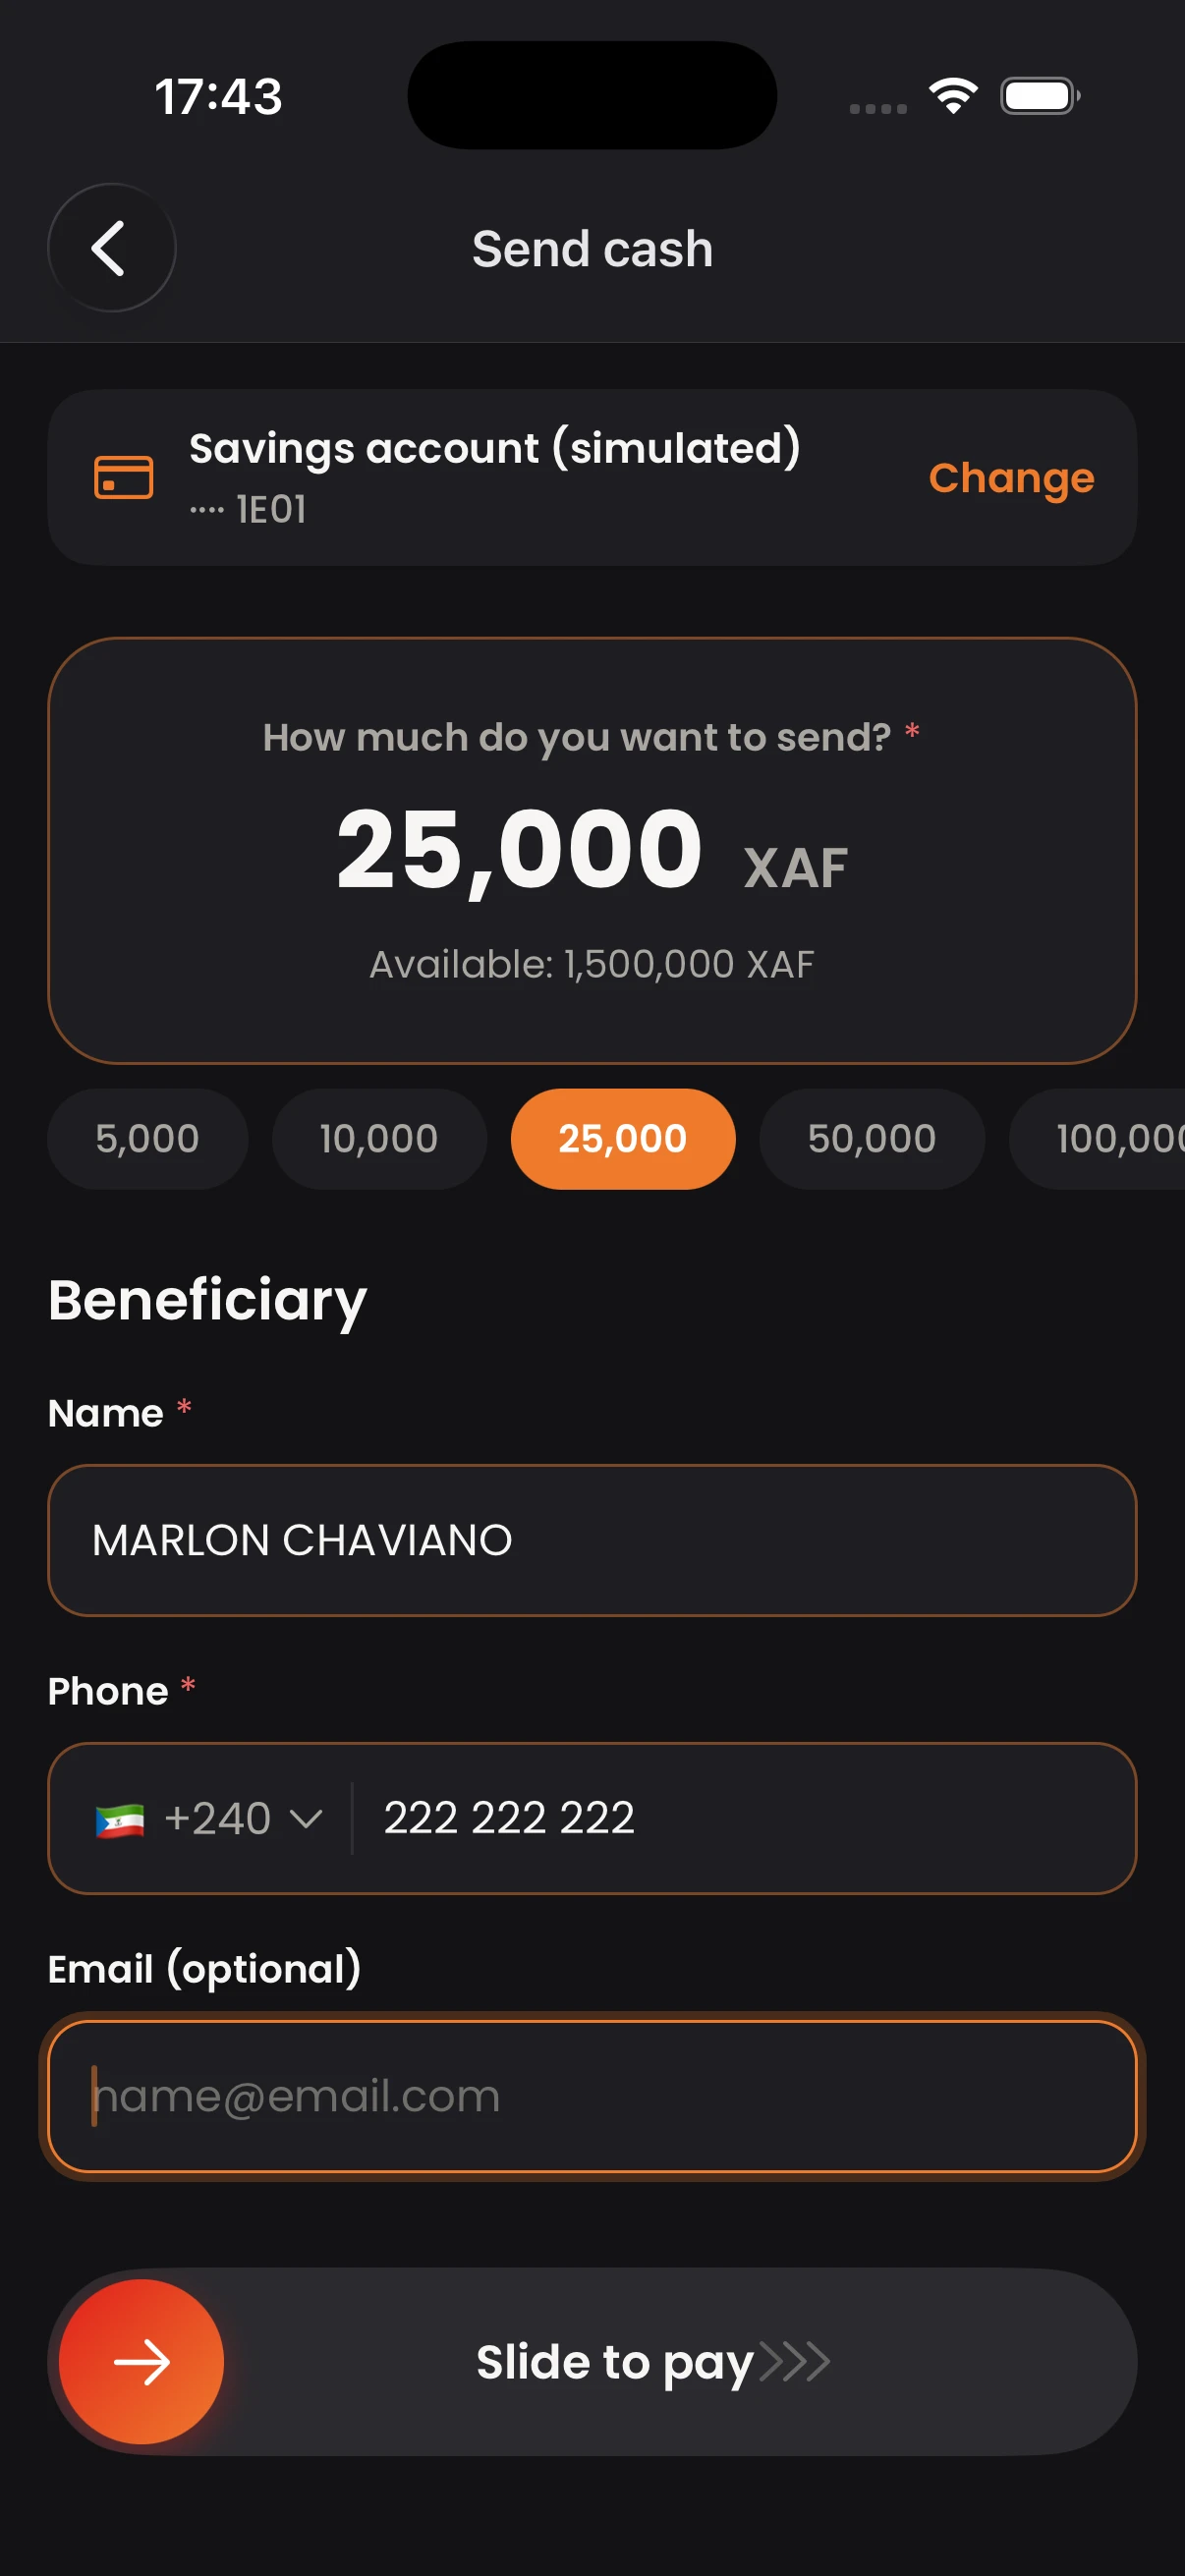 17:43
Send cash
Savings account (simulated)
···· 1E01
Change
How much do you want to send? *
25,000 XAF
Available: 1,500,000 XAF
5,000
10,000
25,000
50,000
100,000
Beneficiary
Name *
MARLON CHAVIANO
Phone *
+240
222 222 222
Email (optional)
name@email.com
Slide to pay